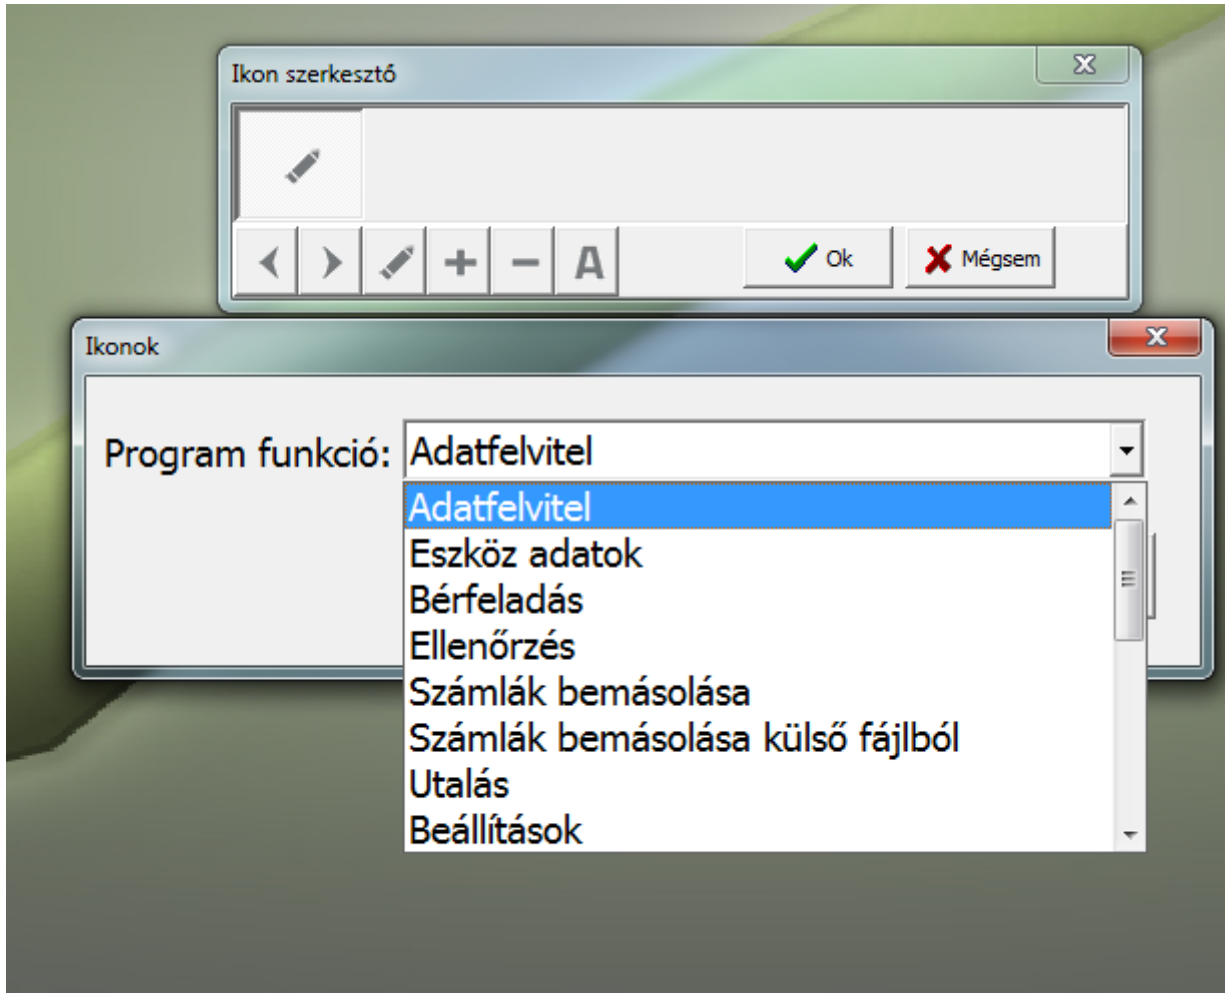 Ikon szerkesztő
A
Ok
Mégsem
Ikonok
Program funkció: Adatfelvitel
Adatfelvitel
Eszköz adatok
Bérfeladás
Ellenőrzés
Számlák bemásolása
Számlák bemásolása külső fájlból
Utalás
Beállítások